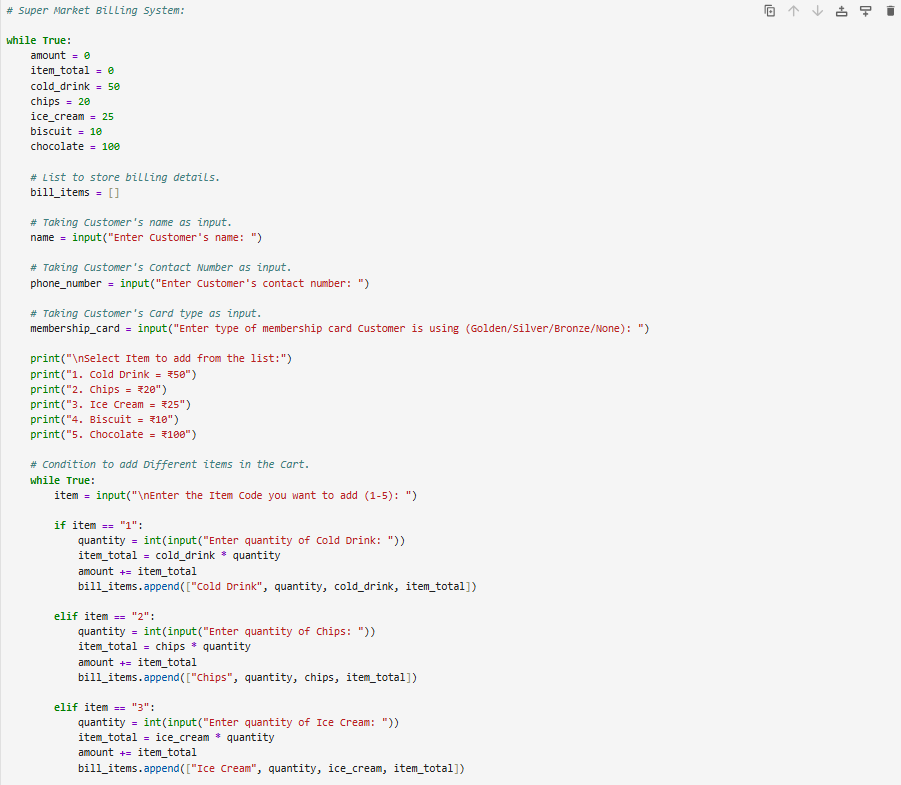 # Super Market Billing System:

while True:
    amount = 0
    item_total = 0
    cold_drink = 50
    chips = 20
    ice_cream = 25
    biscuit = 10
    chocolate = 100

    # List to store billing details.
    bill_items = []

    # Taking Customer's name as input.
    name = input("Enter Customer's name: ")

    # Taking Customer's Contact Number as input.
    phone_number = input("Enter Customer's contact number: ")

    # Taking Customer's Card type as input.
    membership_card = input("Enter type of membership card Customer is using (Golden/Silver/Bronze/None): ")

    print("\nSelect Item to add from the list:")
    print("1. Cold Drink = ₹50")
    print("2. Chips = ₹20")
    print("3. Ice Cream = ₹25")
    print("4. Biscuit = ₹10")
    print("5. Chocolate = ₹100")

    # Condition to add Different items in the Cart.
    while True:
        item = input("\nEnter the Item Code you want to add (1-5): ")

        if item == "1":
            quantity = int(input("Enter quantity of Cold Drink: "))
            item_total = cold_drink * quantity
            amount += item_total
            bill_items.append(["Cold Drink", quantity, cold_drink, item_total])

        elif item == "2":
            quantity = int(input("Enter quantity of Chips: "))
            item_total = chips * quantity
            amount += item_total
            bill_items.append(["Chips", quantity, chips, item_total])

        elif item == "3":
            quantity = int(input("Enter quantity of Ice Cream: "))
            item_total = ice_cream * quantity
            amount += item_total
            bill_items.append(["Ice Cream", quantity, ice_cream, item_total])